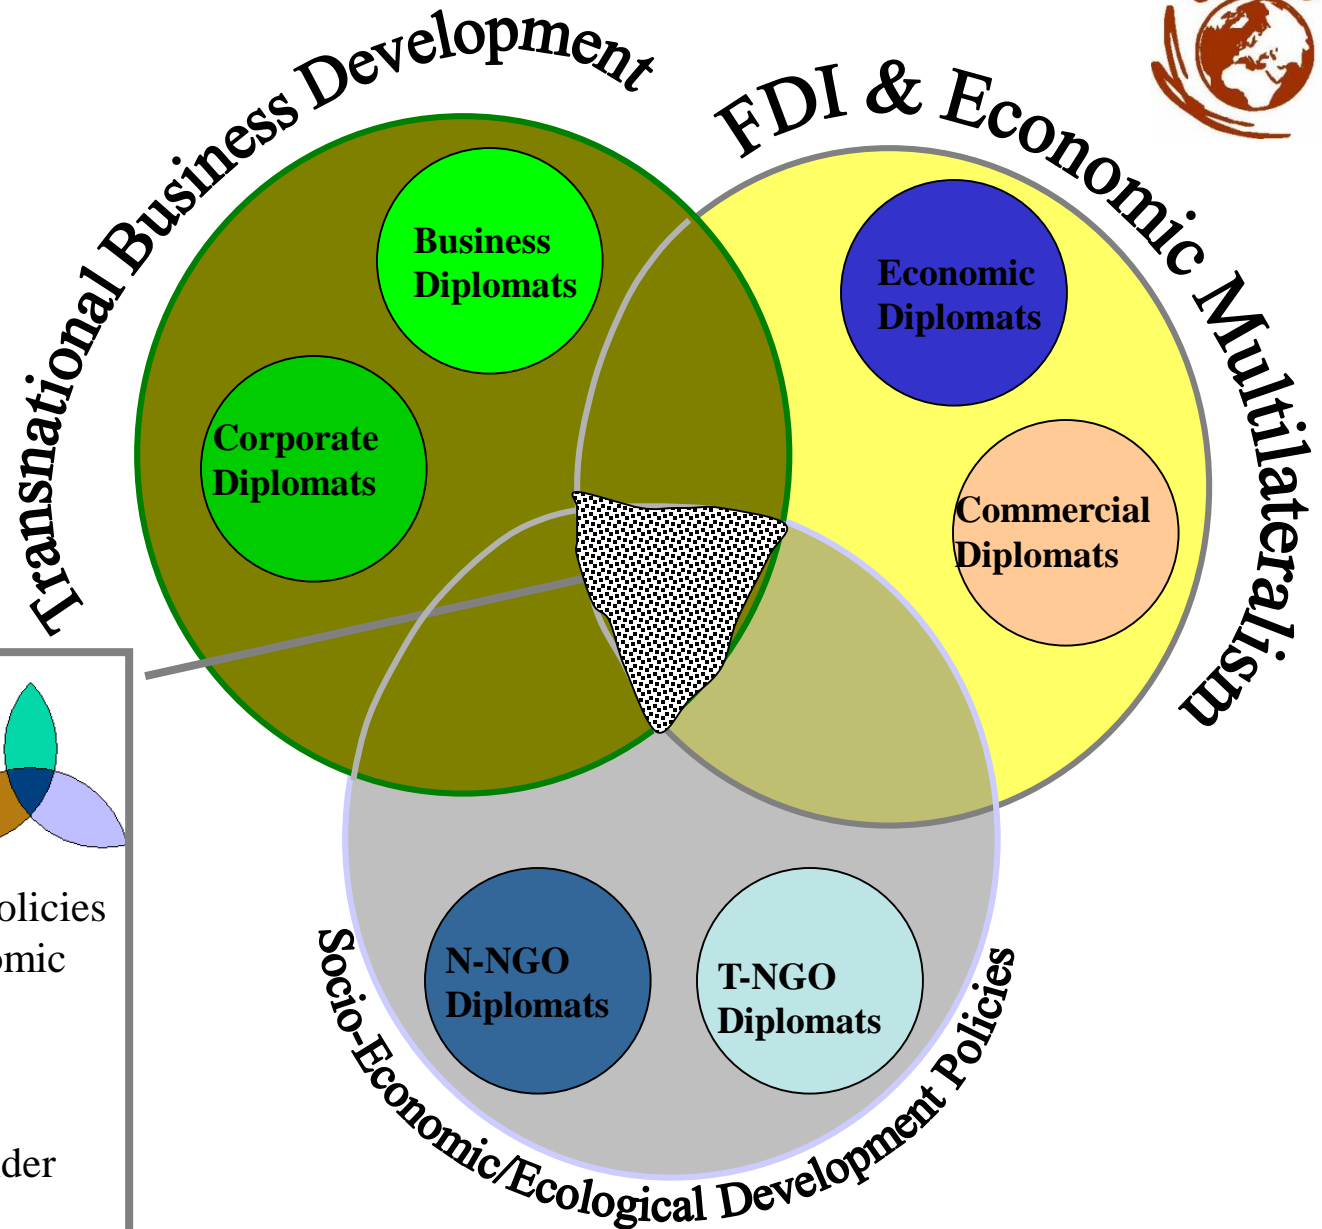 Transnational Business Development
FDI & Economic Multilateralism
Business
Diplomats
Economic
Diplomats
Corporate
Diplomats
Commercial
Diplomats
N-NGO
Diplomats
T-NGO
Diplomats
Socio-Economic/Ecological Development Policies
olicies
omic
der